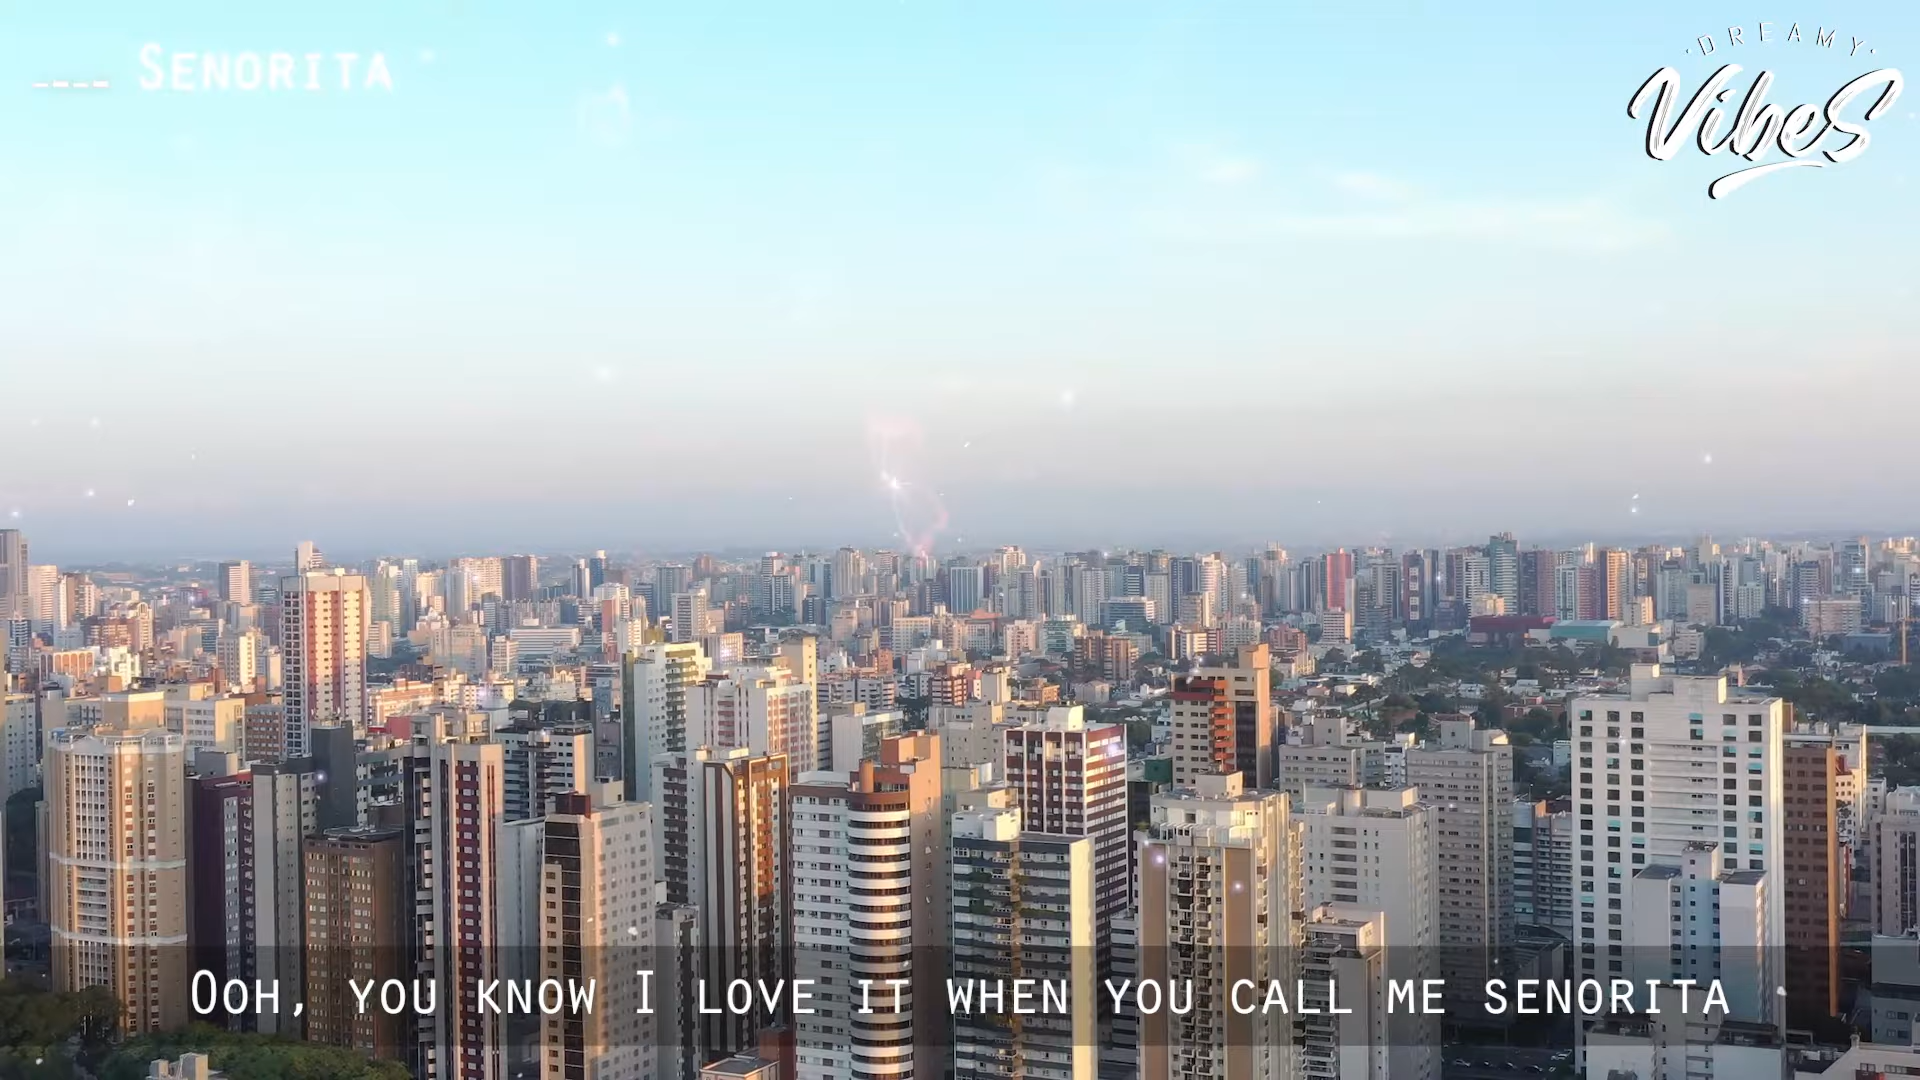 ---- Senorita
·DREAMY·
Vibes
Ooh, you know I love it when you call me senorita